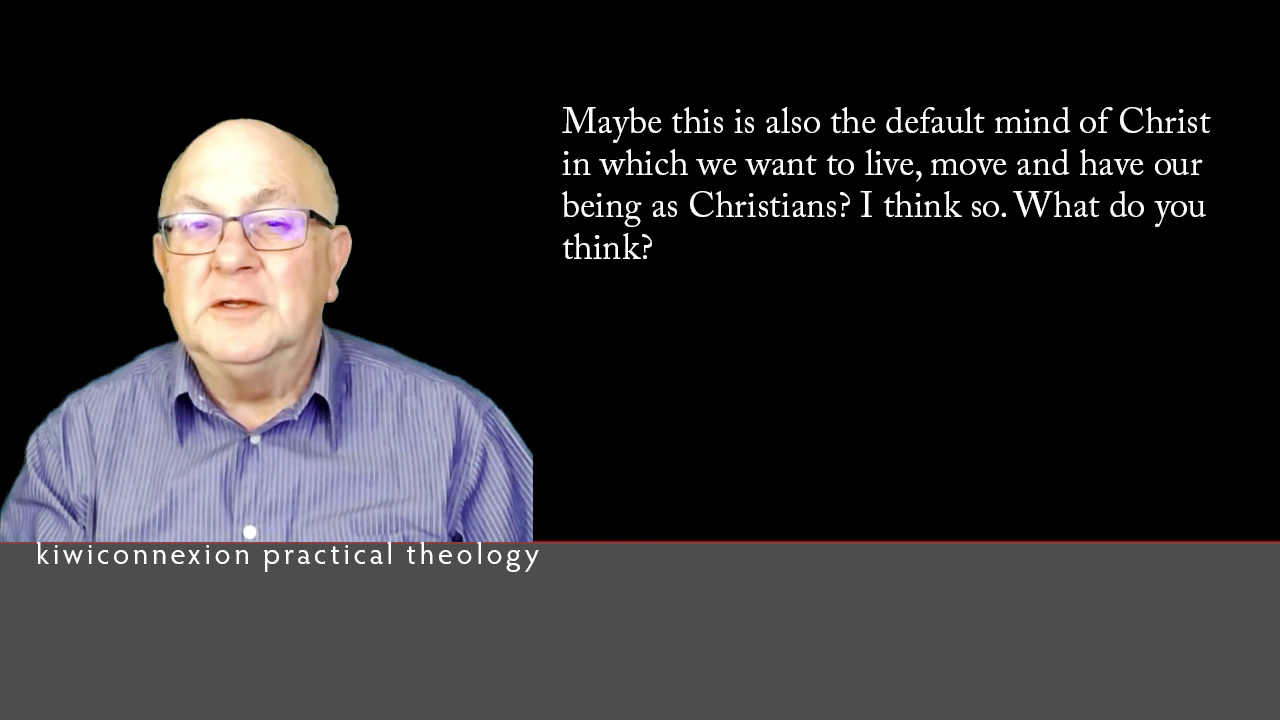 Maybe this is also the default mind of Christ
in which we want to live, move and have our
being as Christians? I think so. What do you
think?
kiwiconnexion practical theology